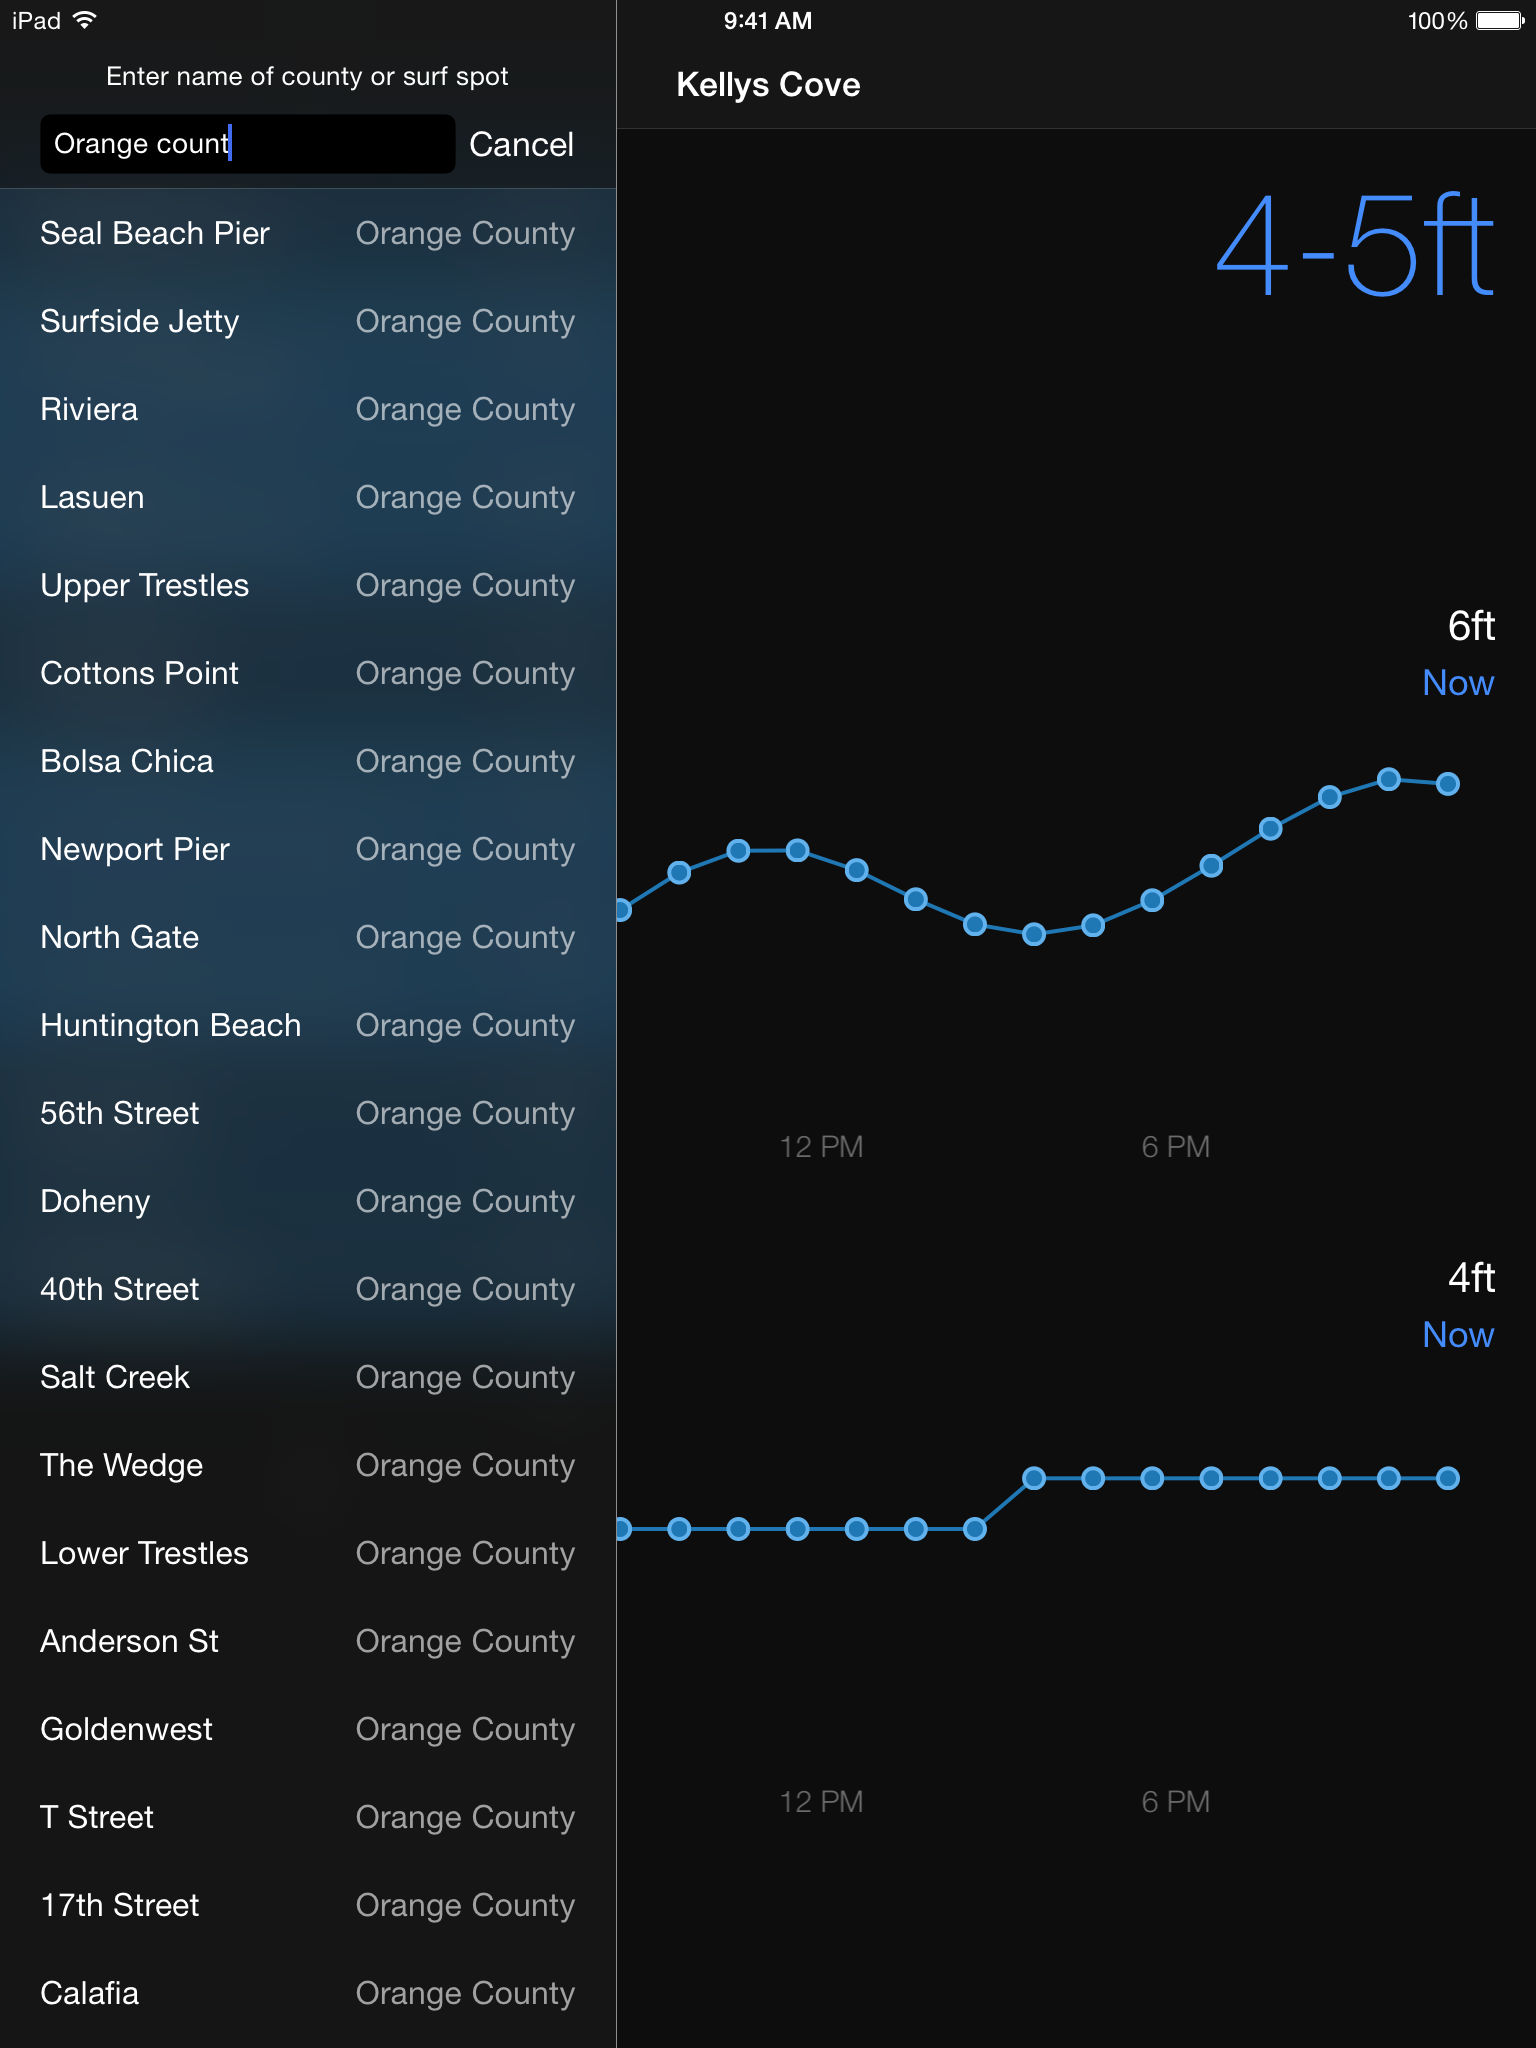 iPad
9:41 AM
100%
Enter name of county or surf spot
Orange count
Cancel
Seal Beach Pier Orange County
Surfside Jetty Orange County
Riviera Orange County
Lasuen Orange County
Upper Trestles Orange County
Cottons Point Orange County
Bolsa Chica Orange County
Newport Pier Orange County
North Gate Orange County
Huntington Beach Orange County
56th Street Orange County
Doheny Orange County
40th Street Orange County
Salt Creek Orange County
The Wedge Orange County
Lower Trestles Orange County
Anderson St Orange County
Goldenwest Orange County
T Street Orange County
17th Street Orange County
Calafia Orange County
Kellys Cove
4-5ft
6ft
Now
12 PM 6 PM
4ft
Now
12 PM 6 PM